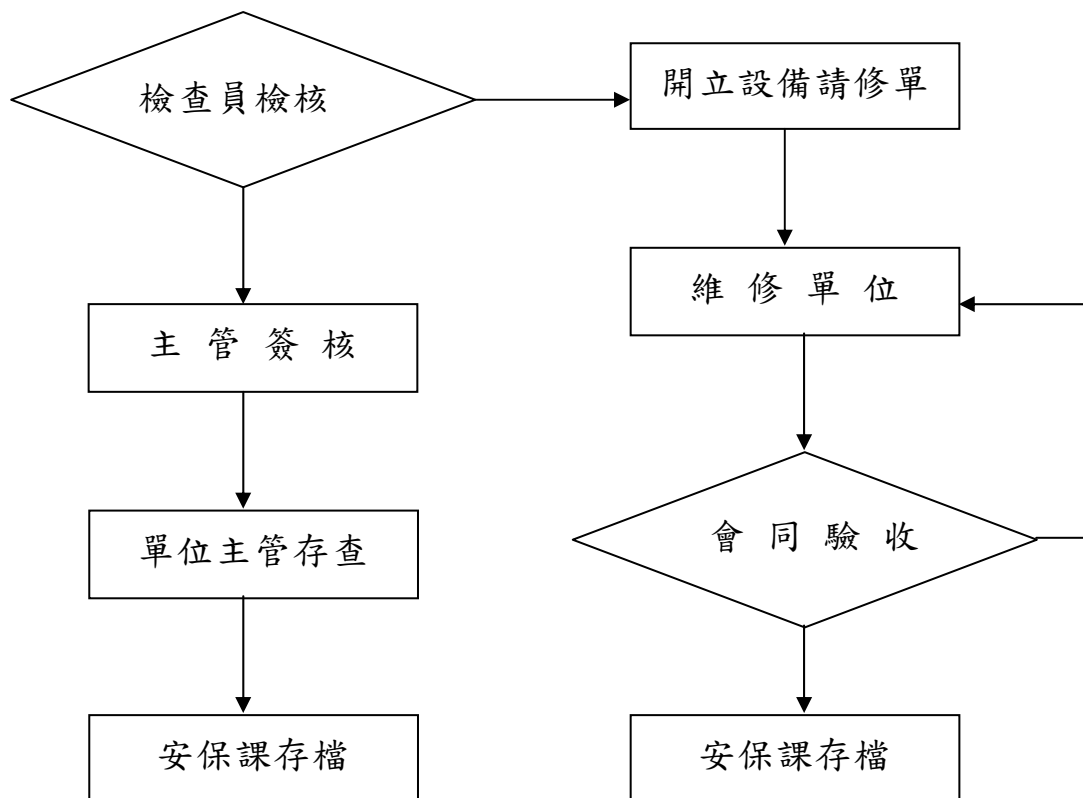 檢查員檢核
開立設備請修單
維修單位
主管簽核
單位主管存查
會同驗收
安保課存檔
安保課存檔